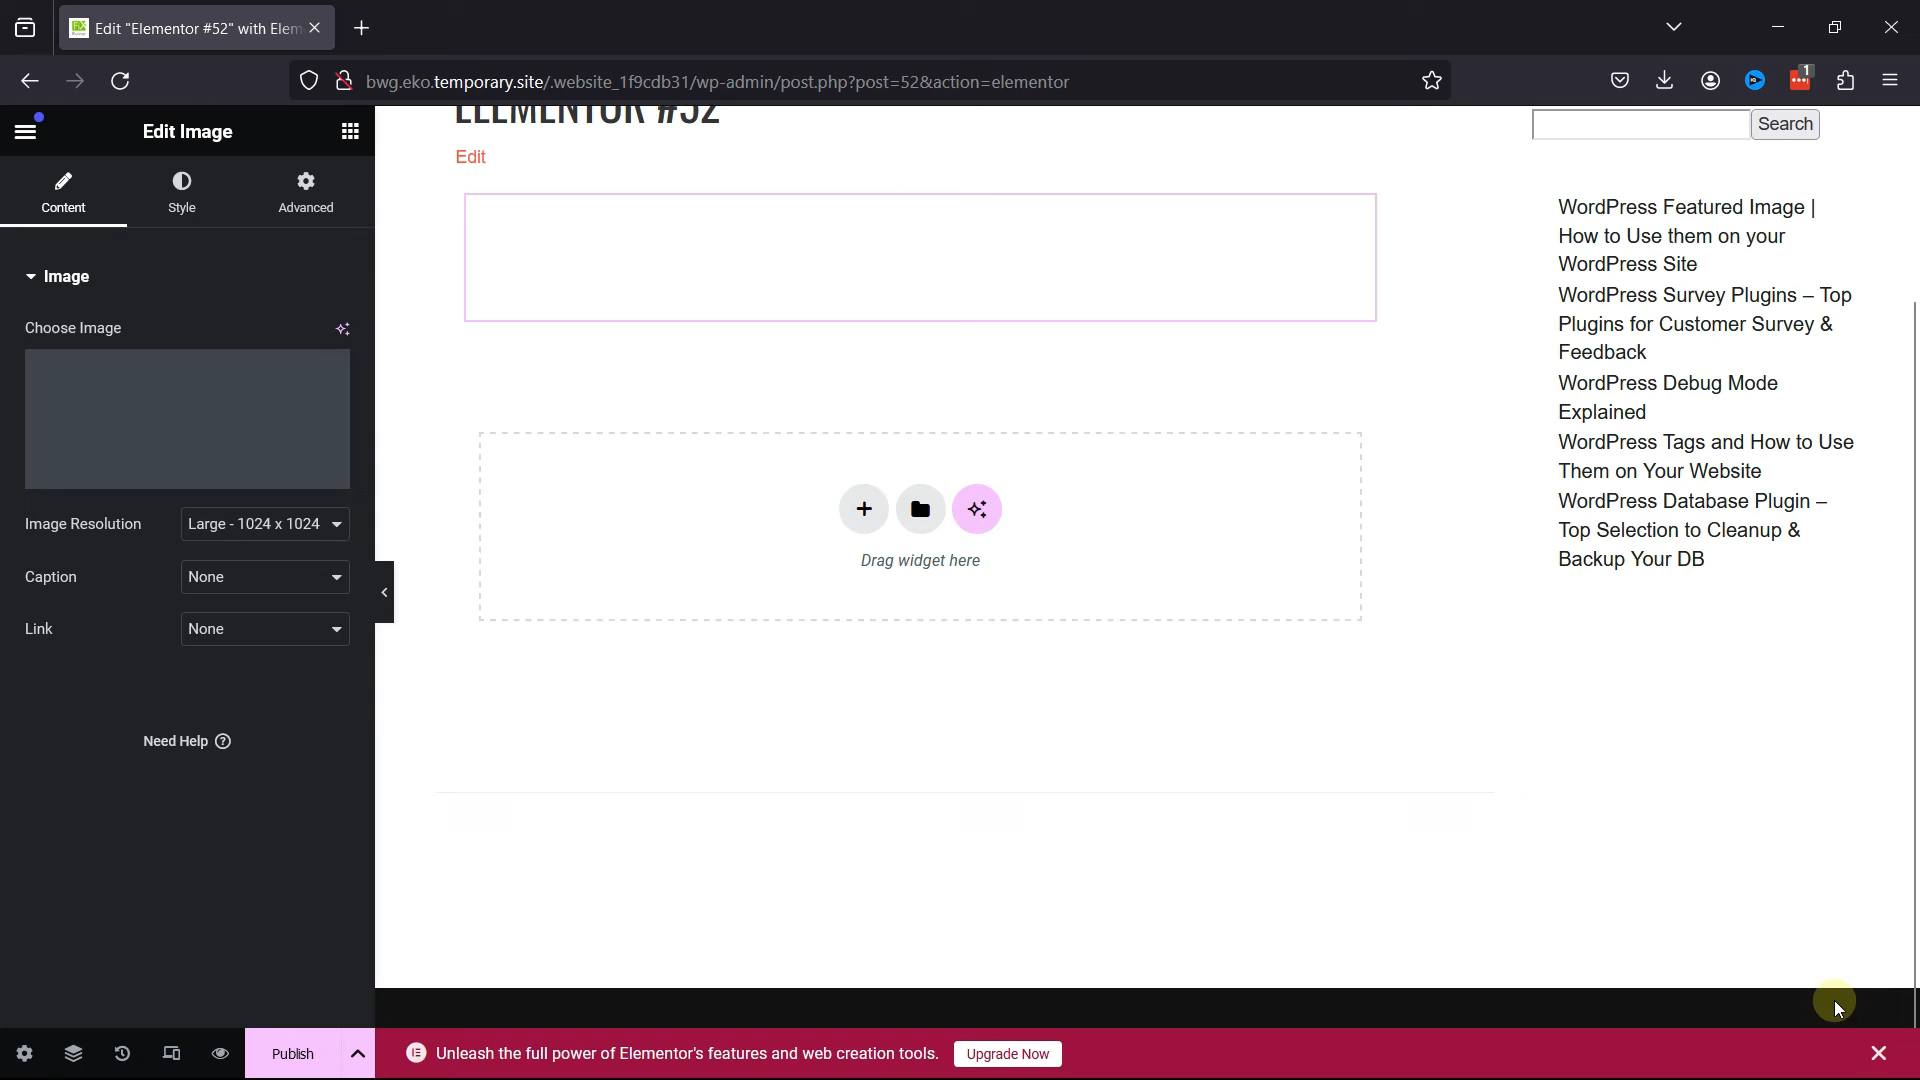 Edit "Elementor #52" with Elem
bwg.eko.temporary.site/.website_1f9cdb31/wp-admin/post.php?post=52&action=elementor
1
Edit Image
Content
Style
Advanced
Image
Choose Image
Image Resolution
Large - 1024 x 1024
Caption
None
Link
None
Need Help
Publish
ELEMENTOR #52
Edit
Drag widget here
Search
WordPress Featured Image |
How to Use them on your
WordPress Site
WordPress Survey Plugins – Top
Plugins for Customer Survey &
Feedback
WordPress Debug Mode
Explained
WordPress Tags and How to Use
Them on Your Website
WordPress Database Plugin –
Top Selection to Cleanup &
Backup Your DB
Unleash the full power of Elementor's features and web creation tools.
Upgrade Now